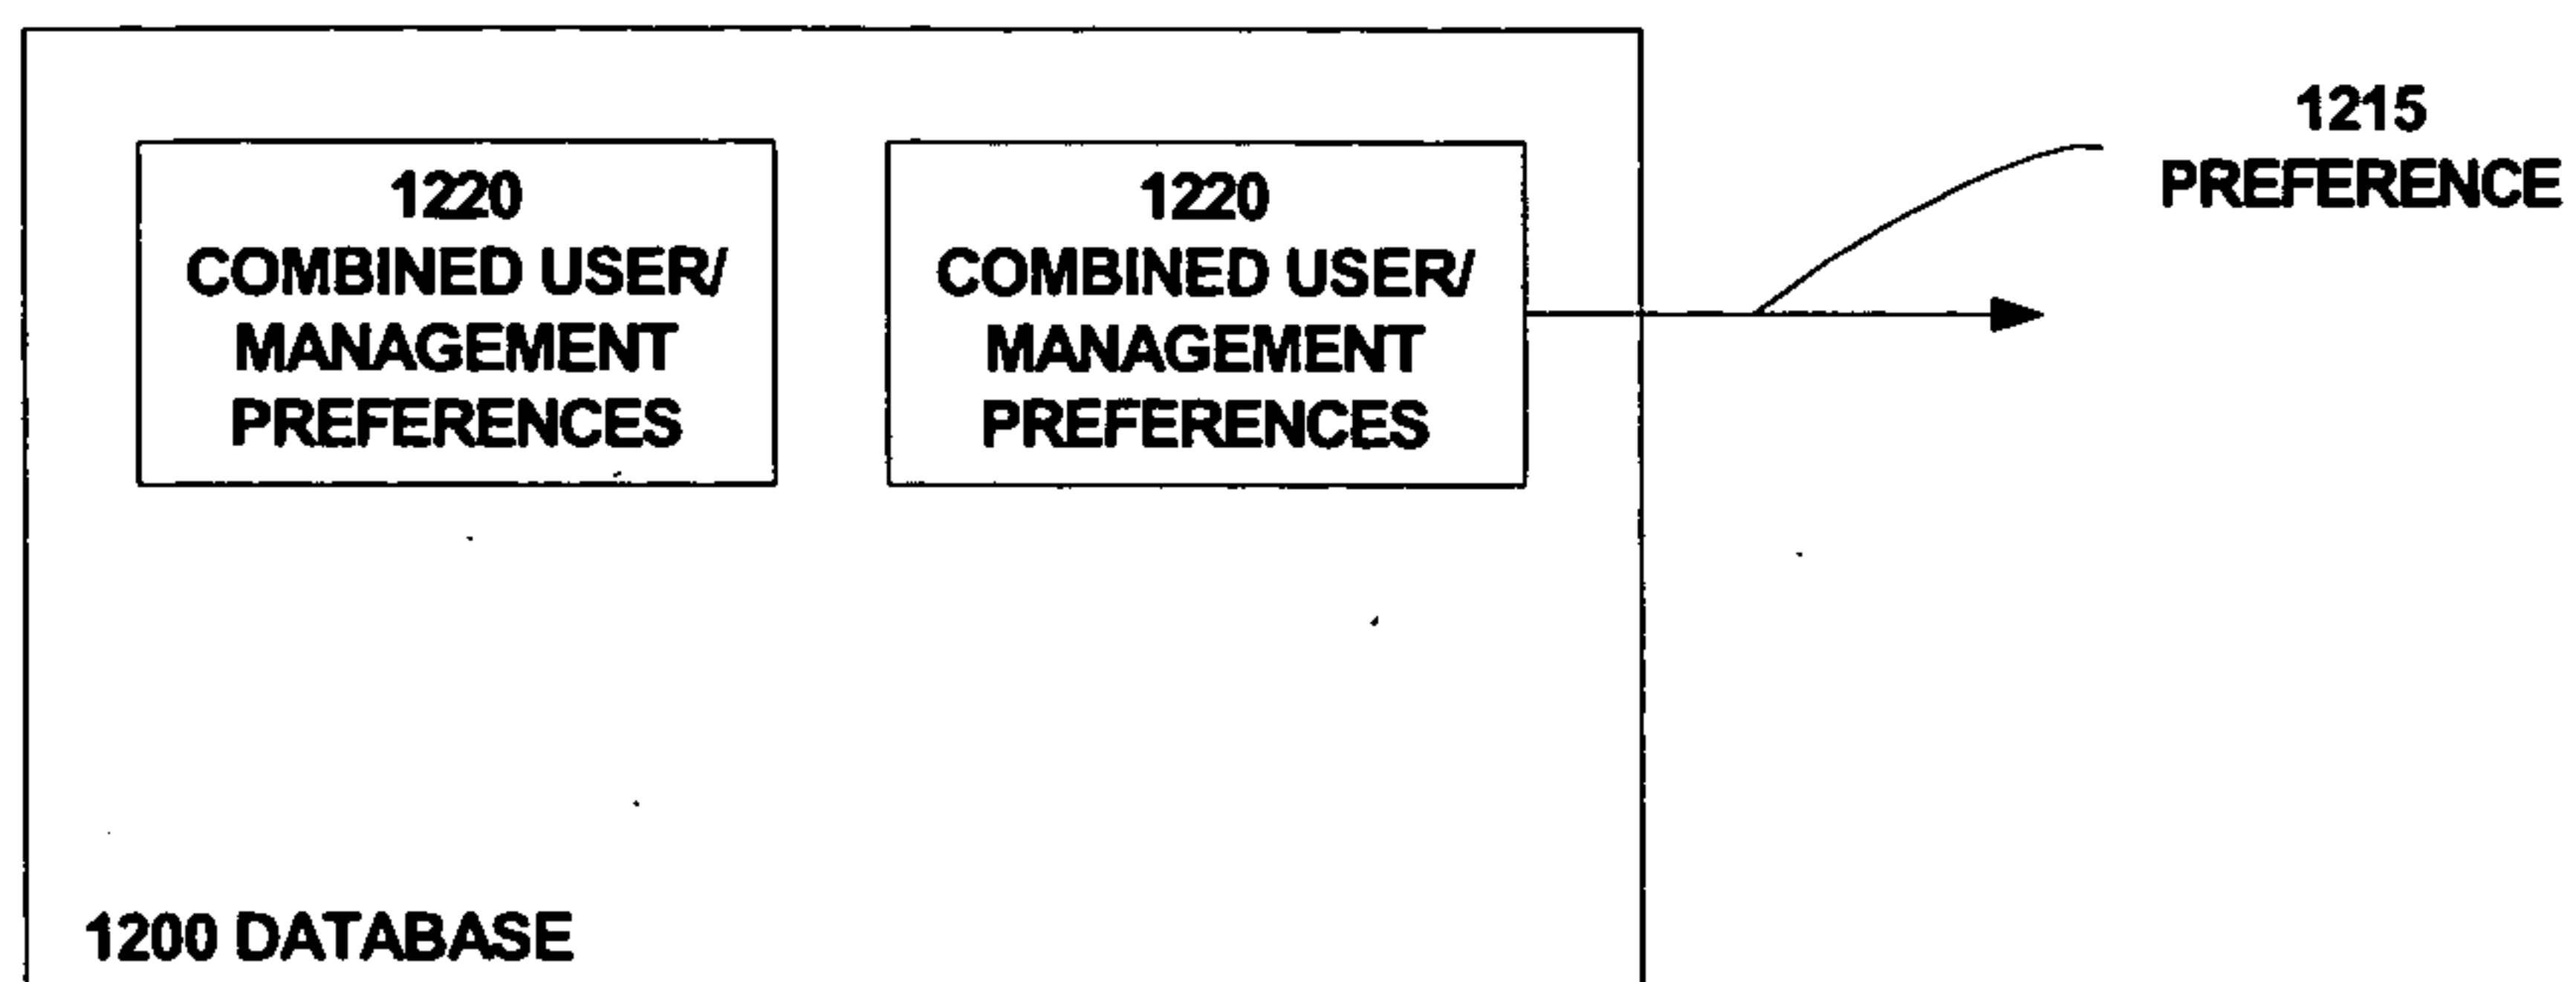 1220
COMBINED USER/
MANAGEMENT
PREFERENCES
1220
COMBINED USER/
MANAGEMENT
PREFERENCES
1215
PREFERENCE
1200 DATABASE